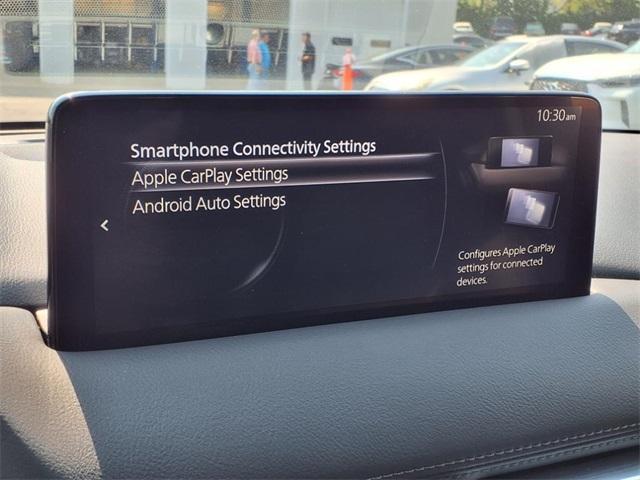 10:30am
Smartphone Connectivity Settings
Apple CarPlay Settings
Android Auto Settings
Configures Apple CarPlay
settings for connected
devices.